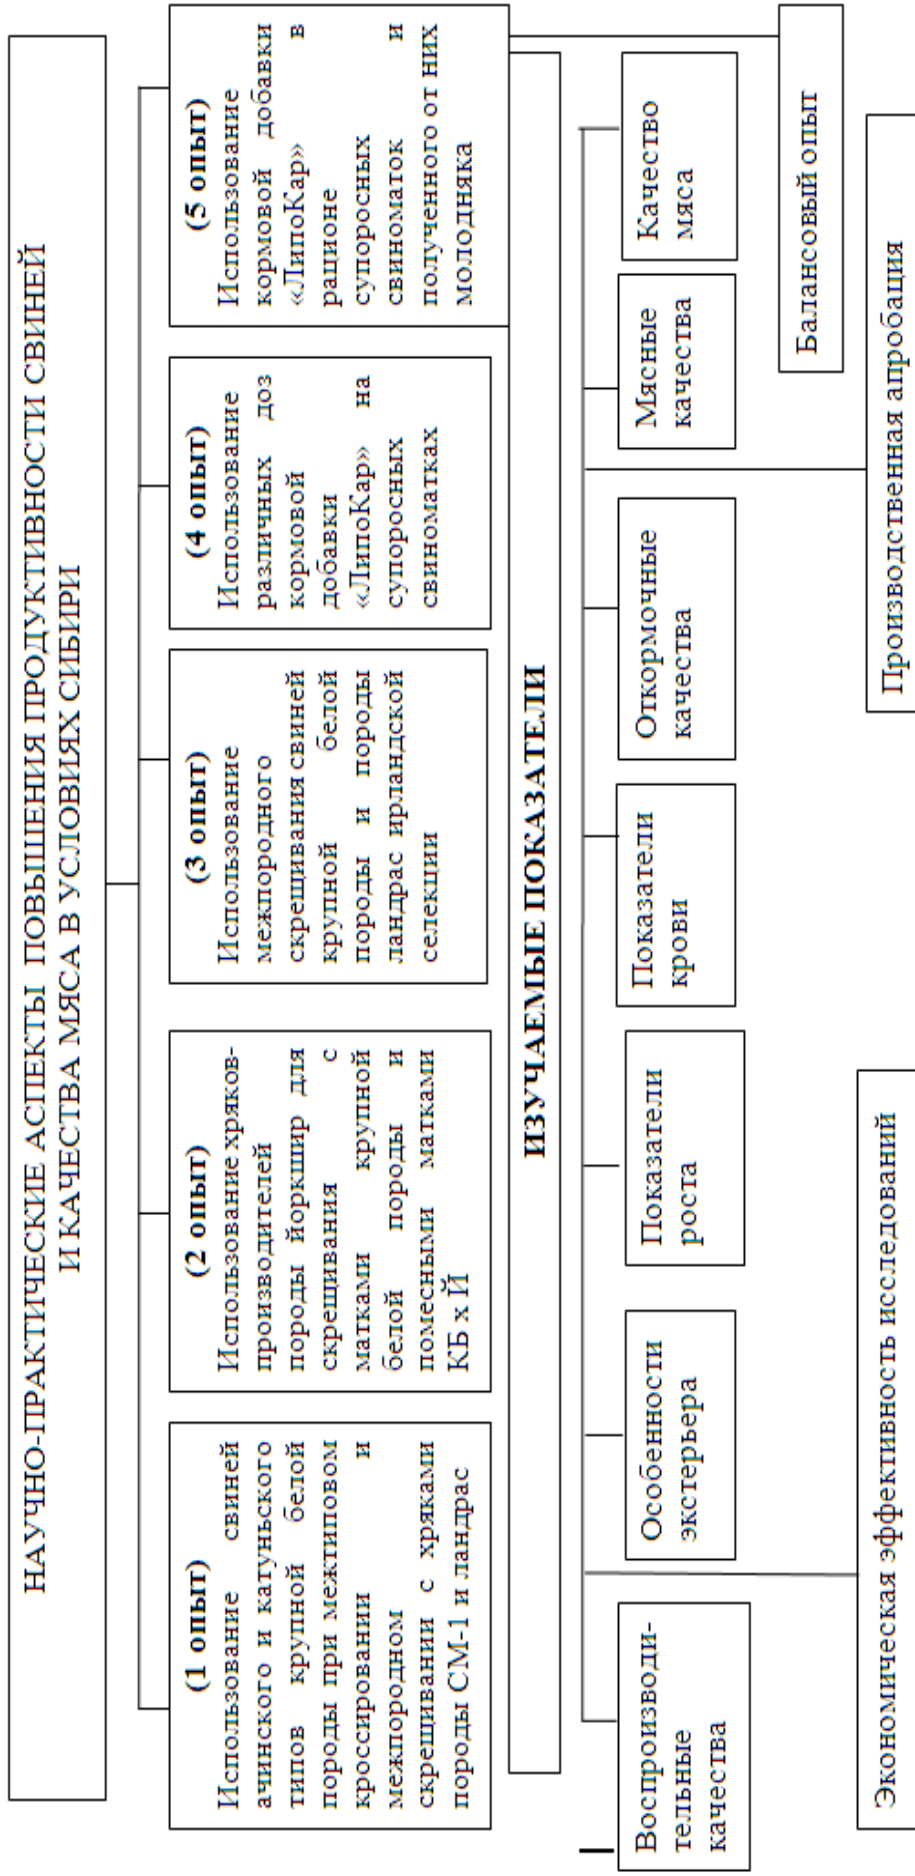 НАУЧНО-ПРАКТИЧЕСКИЕ АСПЕКТЫ ПОВЫШЕНИЯ ПРОДУКТИВНОСТИ СВИНЕЙ
И КАЧЕСТВА МЯСА В УСЛОВИЯХ СИБИРИ
(1 опыт)
Использование свиней
ачинского и катуньского
типов крупной белой
породы при межтиповом
кроссировании и
межпородном
скрещивании с хряками
породы СМ-1 и ландрас
(2 опыт)
Использование хряков-
производителей
породы йоркшир для
скрещивания с
матками крупной
белой породы и
помесными матками
КБ х Й
(3 опыт)
Использование
межпородного
скрещивания свиней
крупной белой
породы и породы
ландрас ирландской
селекции
(4 опыт)
Использование
различных доз
кормовой
добавки
«ЛипоКар» на
супоросных
свиноматках
(5 опыт)
Использование
кормовой добавки
«ЛипоКар» в
рационе
супоросных
свиноматок и
полученного от них
молодняка
ИЗУЧАЕМЫЕ ПОКАЗАТЕЛИ
Воспроизводи-
тельные
качества
Особенности
экстерьера
Показатели
роста
Показатели
крови
Откормочные
качества
Мясные
качества
Качество
мяса
Балансовый опыт
Экономическая эффективность исследований
Производственная апробация